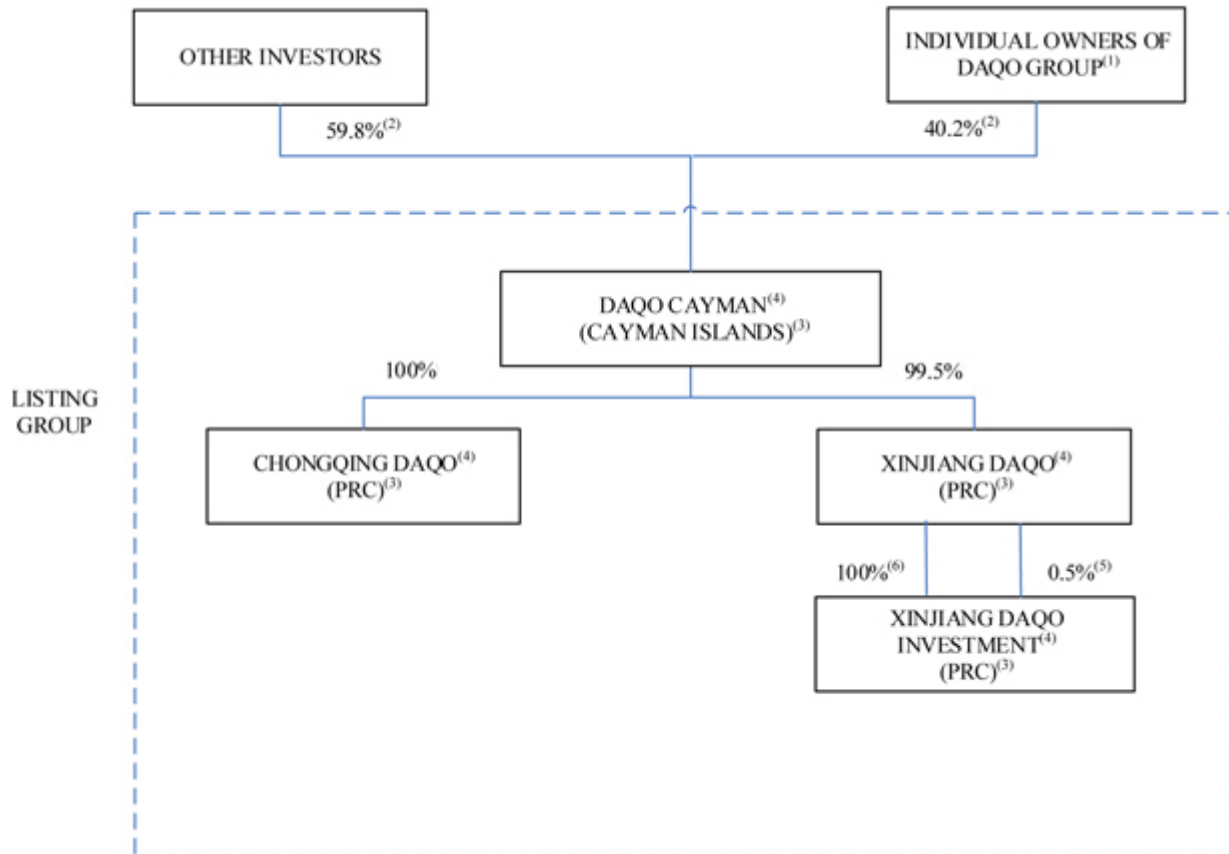 OTHER INVESTORS
INDIVIDUAL OWNERS OF
DAQO GROUP(1)
59.8%(2)
40.2%(2)
DAQO CAYMAN(4)
(CAYMAN ISLANDS)(3)
100%
99.5%
LISTING
GROUP
CHONGQING DAQO(4)
(PRC)(3)
XINJIANG DAQO(4)
(PRC)(3)
100%(6)
0.5%(5)
XINJIANG DAQO
INVESTMENT(4)
(PRC)(3)